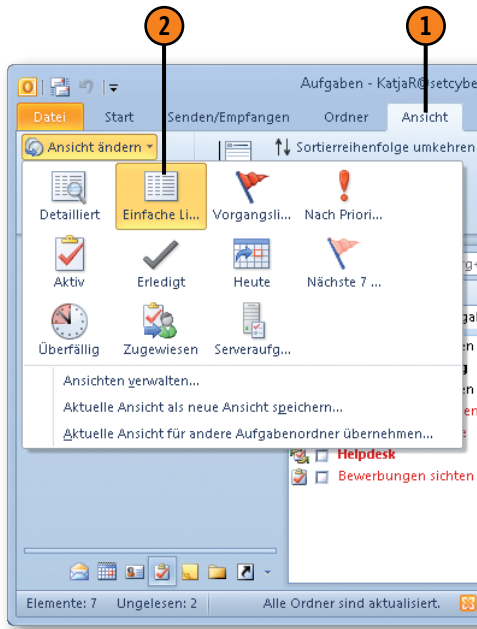 2
1
Aufgaben - KatjaR@setcybe
Datei Start Senden/Empfangen Ordner Ansicht
Ansicht ändern Sortierreihenfolge umkehren
Detailliert Einfache Li... Vorgangsli... Nach Priori...
Aktiv Erledigt Heute Nächste 7 ...
Überfällig Zugewiesen Serveraufg...
Ansichten verwalten...
Aktuelle Ansicht als neue Ansicht speichern...
Aktuelle Ansicht für andere Aufgabenordner übernehmen...
Helpdesk
Bewerbungen sichten
Elemente: 7 Ungelesen: 2 Alle Ordner sind aktualisiert.